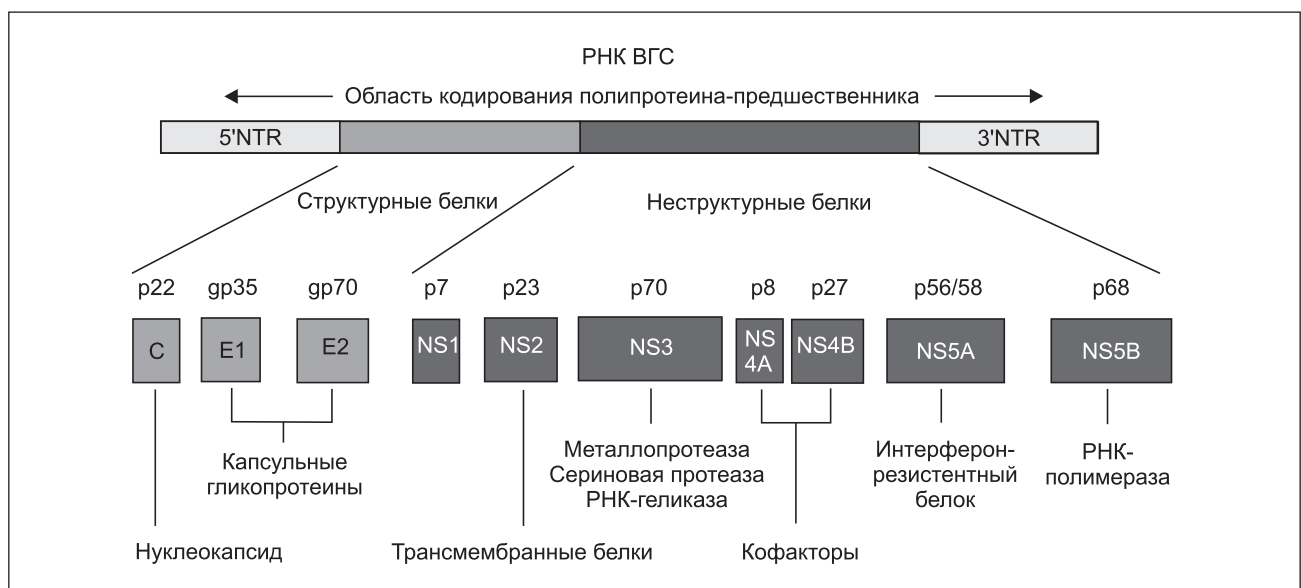 РНК ВГС
Область кодирования полипротеина-предшественника
5'NTR 3'NTR
Структурные белки Неструктурные белки
p22 gp35 gp70 p7 p23 p70 p8 p27 p56/58 p68
C E1 E2 NS1 NS2 NS3 NS 4A NS4B NS5A NS5B
Капсульные
гликопротеины
Металлопротеаза
Сериновая протеаза
РНК-геликаза
Интерферон-
резистентный
белок
РНК-
полимераза
Нуклеокапсид Трансмембранные белки Кофакторы